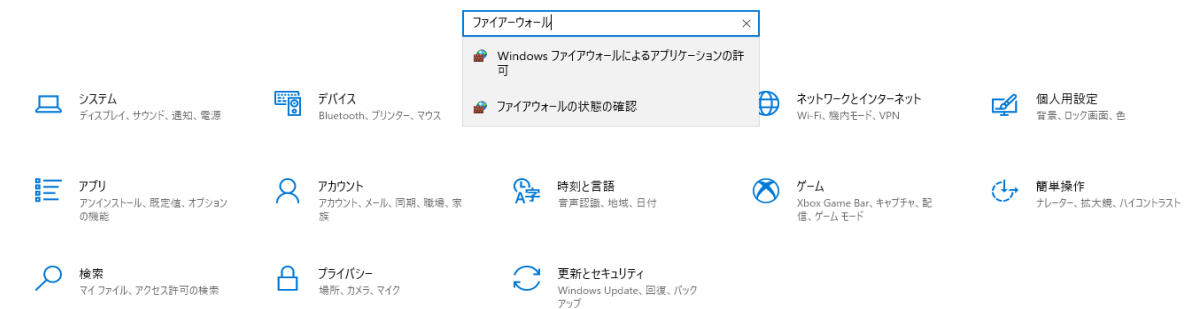 ファイアーウォール
Windows ファイアウォールによるアプリケーションの許
可
ファイアウォールの状態の確認
システム
ディスプレイ、サウンド、通知、電源
デバイス
Bluetooth、プリンター、マウス
ネットワークとインターネット
Wi-Fi、機内モード、VPN
個人用設定
背景、ロック画面、色
アプリ
アンインストール、既定値、オプション
の機能
アカウント
アカウント、メール、同期、職場、家
族
時刻と言語
音声認識、地域、日付
ゲーム
Xbox Game Bar、キャプチャ、配
信、ゲーム モード
簡単操作
ナレーター、拡大鏡、ハイコントラスト
検索
マイ ファイル、アクセス許可の検索
プライバシー
場所、カメラ、マイク
更新とセキュリティ
Windows Update、回復、バック
アップ